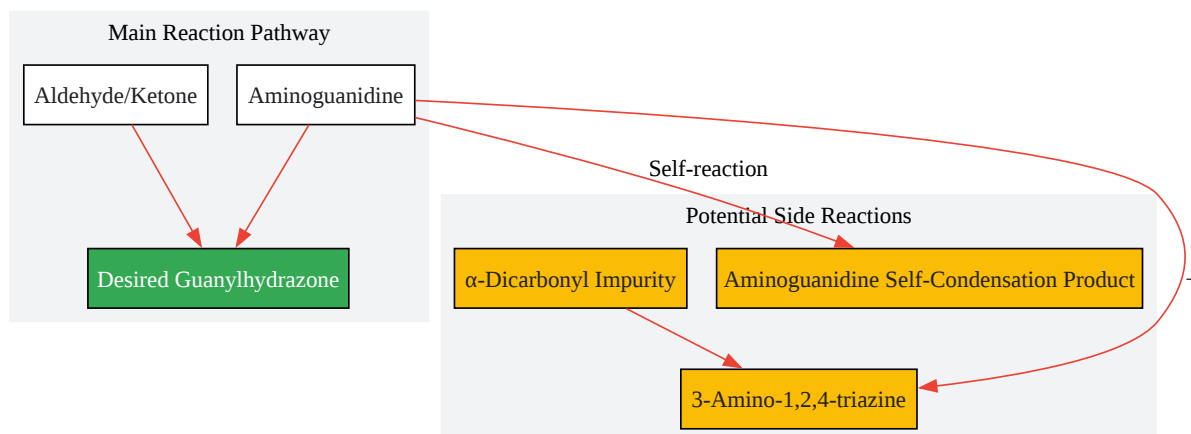 Main Reaction Pathway
Aldehyde/Ketone
Aminoguanidine
Self-reaction
Potential Side Reactions
Desired Guanylhydrazone
α-Dicarbonyl Impurity
Aminoguanidine Self-Condensation Product
3-Amino-1,2,4-triazine